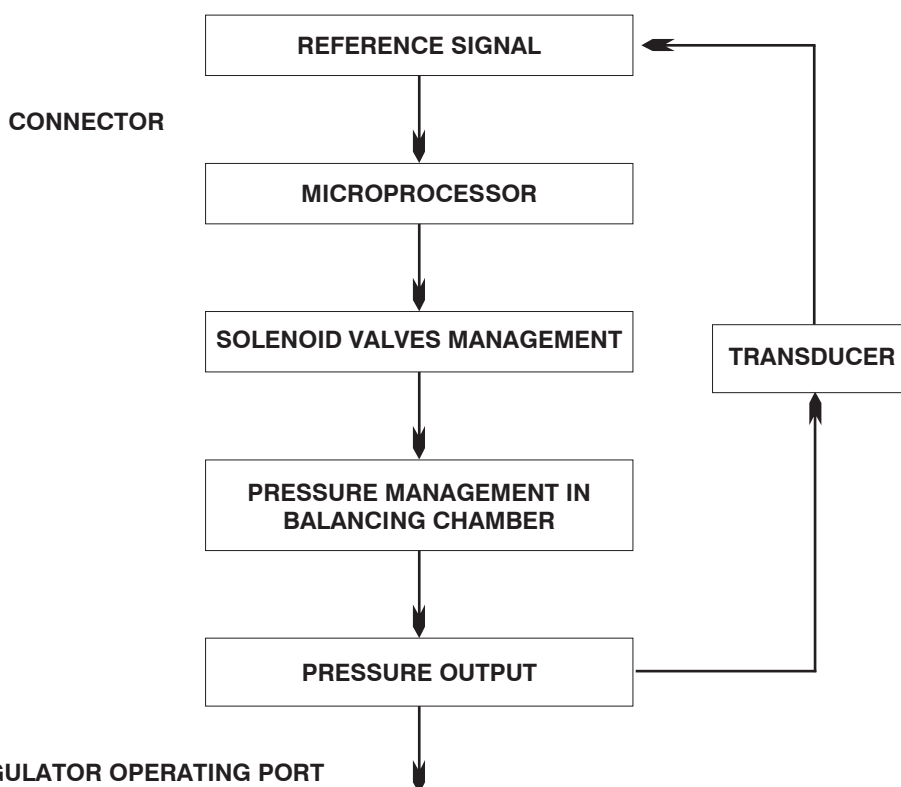 REFERENCE SIGNAL
CONNECTOR
MICROPROCESSOR
SOLENOID VALVES MANAGEMENT
TRANSDUCER
PRESSURE MANAGEMENT IN
BALANCING CHAMBER
PRESSURE OUTPUT
GULATOR OPERATING PORT